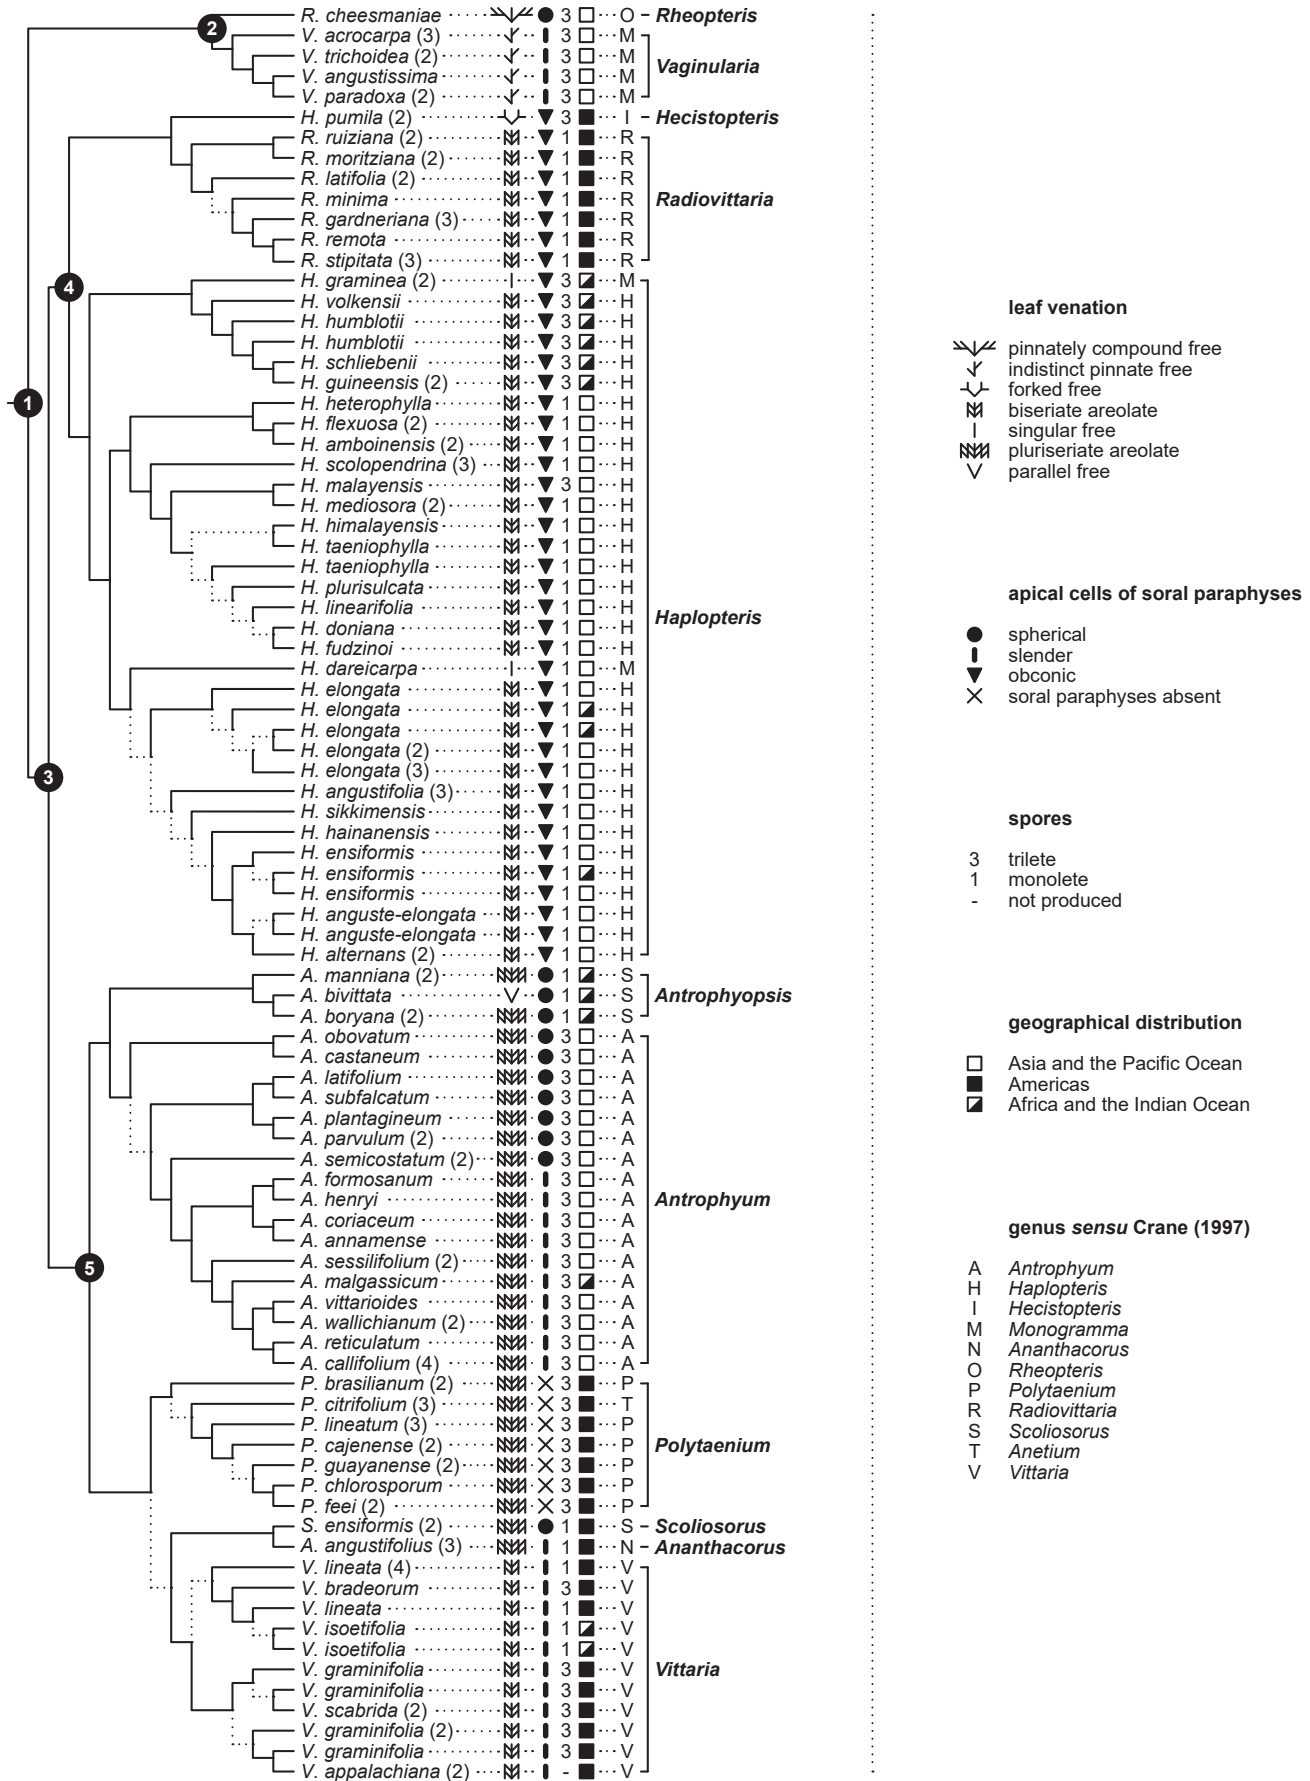 R. cheesmaniae 3 O Rheopteris
V. acrocarpa (3) 3 M
V. trichoidea (2) 3 M
Vaginularia
V. angustissima 3 M
V. paradoxa (2) 3 M
H. pumila (2) 3 I Hecistopteris
R. ruiziana (2) 1 R
R. moritziana (2) 1 R
R. latifolia (2) 1 R
R. minima 1 R Radiovittaria
R. gardneriana (3) 1 R
R. remota 1 R
R. stipitata (3) 1 R
H. graminea (2) 3 M
H. volkensii 3 H
H. humblotii 3 H
H. humblotii 3 H
H. schliebenii 3 H
H. guineensis (2) 3 H
H. heterophylla 1 H
H. flexuosa (2) 1 H
H. amboinensis (2) 1 H
H. scolopendrina (3) 1 H
H. malayensis 3 H
H. mediosora (2) 1 H
H. himalayensis 1 H
H. taeniophylla 1 H
H. taeniophylla 1 H
H. plurisulcata 1 H
H. linearifolia 1 H
Haplopteris
H. doniana 1 H
H. fudzinoi 1 H
H. dareicarpa 1 M
H. elongata 1 H
H. elongata 1 H
H. elongata 1 H
H. elongata (2) 1 H
H. elongata (3) 1 H
H. angustifolia (3) 1 H
H. sikkimensis 1 H
H. hainanensis 1 H
H. ensiformis 1 H
H. ensiformis 1 H
H. ensiformis 1 H
H. anguste-elongata 1 H
H. anguste-elongata 1 H
H. alternans (2) 1 H
A. manniana (2) 1 S
A. bivittata 1 S Antrophyopsis
A. boryana (2) 1 S
A. obovatum 3 A
A. castaneum 3 A
A. latifolium 3 A
A. subfalcatum 3 A
A. plantagineum 3 A
A. parvulum (2) 3 A
A. semicostatum (2) 3 A
A. formosanum 3 A
A. henryi 3 A Antrophyum
A. coriaceum 3 A
A. annamense 3 A
A. sessilifolium (2) 3 A
A. malgassicum 3 A
A. vittarioides 3 A
A. wallichianum (2) 3 A
A. reticulatum 3 A
A. callifolium (4) 3 A
P. brasilianum (2) 3 P
P. citrifolium (3) 3 T
P. lineatum (3) 3 P
P. cajenense (2) 3 P Polytaenium
P. guayanense (2) 3 P
P. chlorosporum 3 P
P. feei (2) 3 P
S. ensiformis (2) 1 S Scoliosorus
A. angustifolius (3) 1 N Ananthacorus
V. lineata (4) 1 V
V. bradeorum 3 V
V. lineata 1 V
V. isoetifolia 1 V
V. isoetifolia 1 V
V. graminifolia 3 V Vittaria
V. graminifolia 3 V
V. scabrida (2) 3 V
V. graminifolia (2) 3 V
V. graminifolia 3 V
V. appalachiana (2) - V
2
4
1
3
5
leaf venation
pinnately compound free
indistinct pinnate free
forked free
biseriate areolate
singular free
pluriseriate areolate
parallel free
apical cells of soral paraphyses
spherical
slender
obconic
soral paraphyses absent
spores
3 trilete
1 monolete
- not produced
geographical distribution
Asia and the Pacific Ocean
Americas
Africa and the Indian Ocean
genus sensu Crane (1997)
A Antrophyum
H Haplopteris
I Hecistopteris
M Monogramma
N Ananthacorus
O Rheopteris
P Polytaenium
R Radiovittaria
S Scoliosorus
T Anetium
V Vittaria